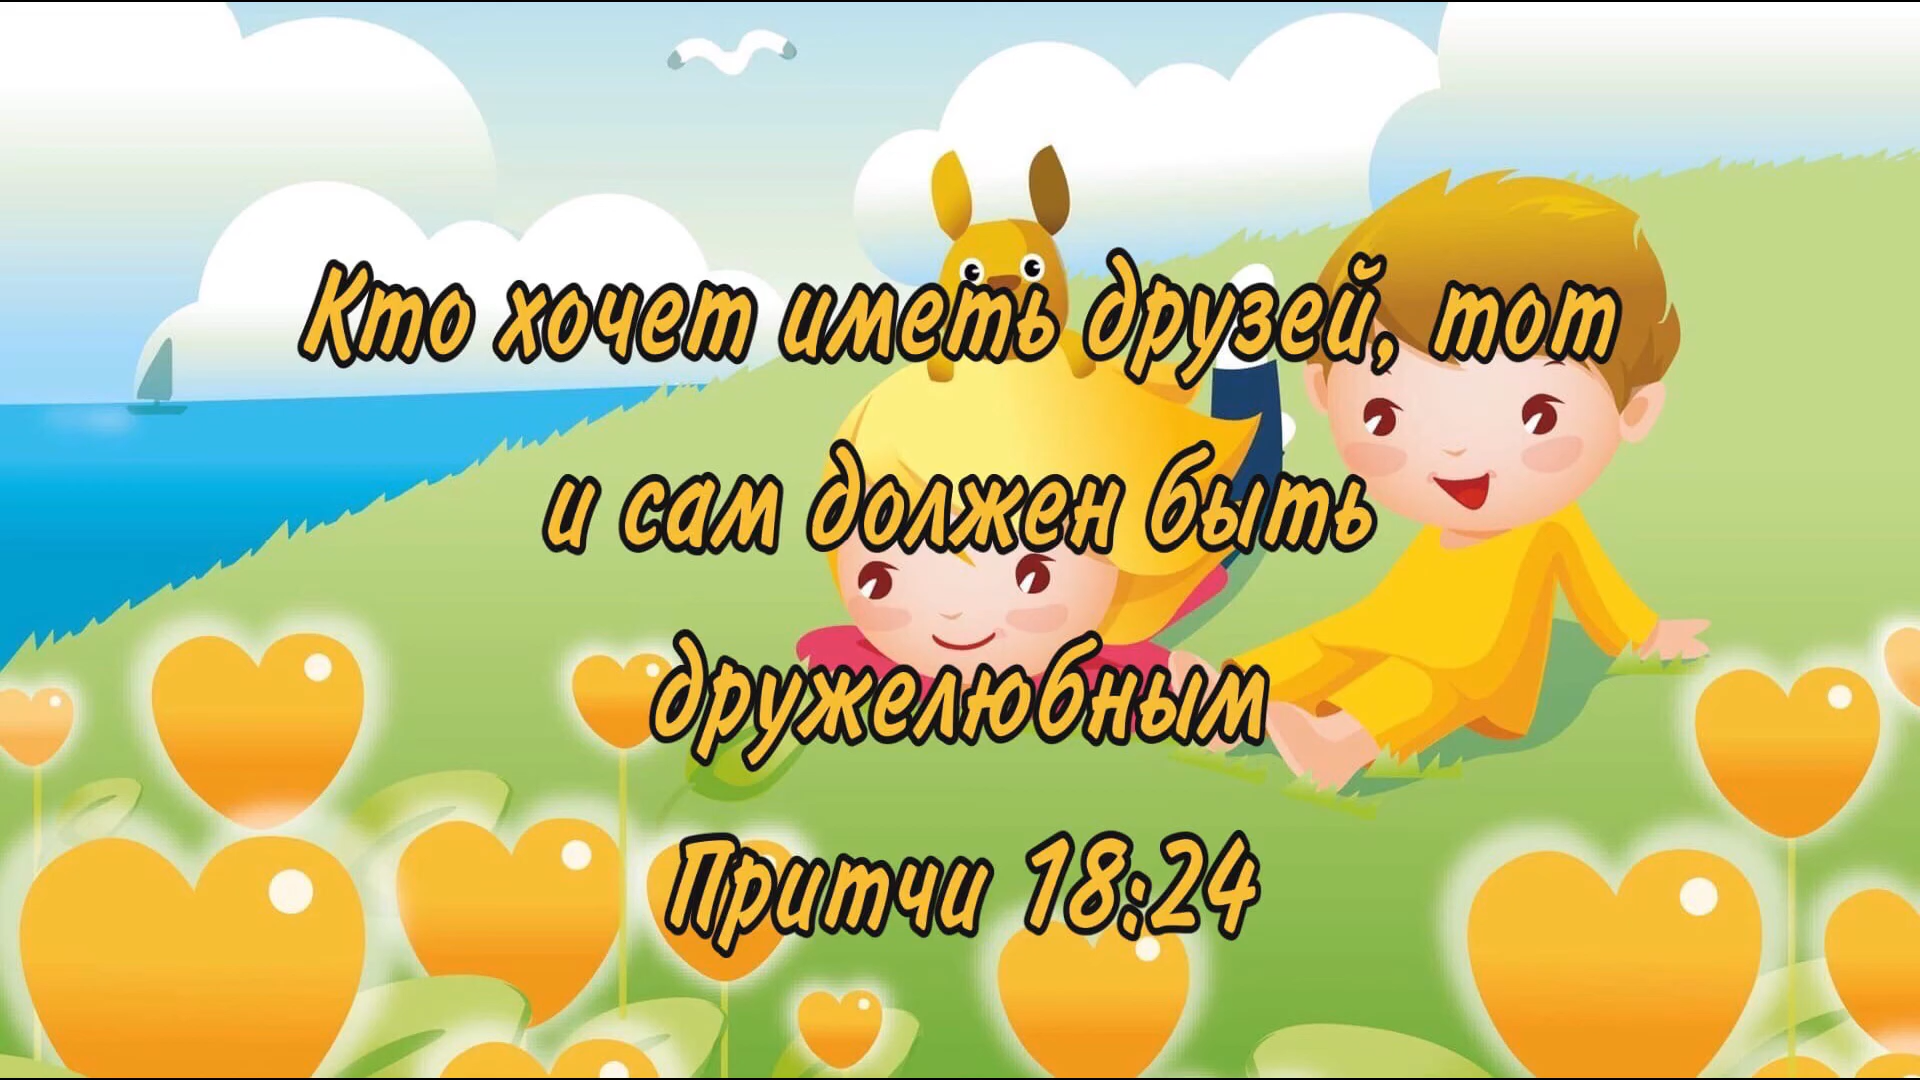 Кто хочет иметь друзей, тот
и сам должен быть
дружелюбным
Притчи 18:24